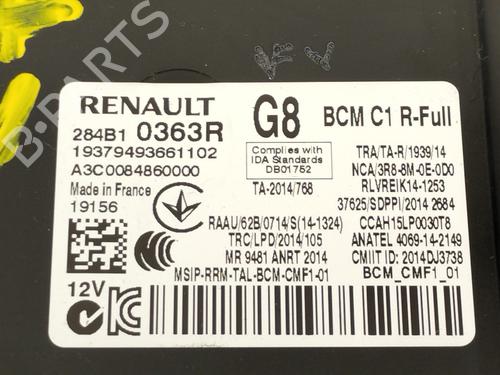 B-PARTS
RENAULT
G8 BCM C1 R-Full
284B1 0363R
19379493661102
A3C0084860000
Made in France
19156
Complies with
IDA Standards
DB01752
TA-2014/768
TRA/TA-R/1939/14
NCA/3R8-8M-0E-0D0
RLVREIK14-1253
37625/SDPPI/2014 2684
RAAU/62B/0714/S(14-1324)
CCAH15LP0030T8
TRC/LPD/2014/105
ANATEL 4069-14-2149
MR 9481 ANRT 2014
CMIIT ID: 2014DJ3738
MSIP-RRM-TAL-BCM-CMF1-01
BCM_CMF1_01
12V